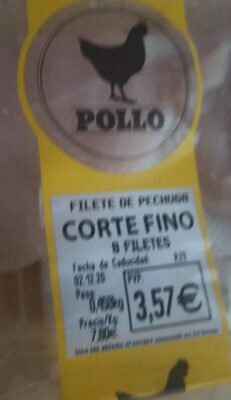 POLLO
FILETE DE PECHUGA
CORTE FINO
8 FILETES
Fecha de Caducidad 925
02.12.20 PVP
Peso
0,458kg 3,57€
Precio/Kg
7,80€